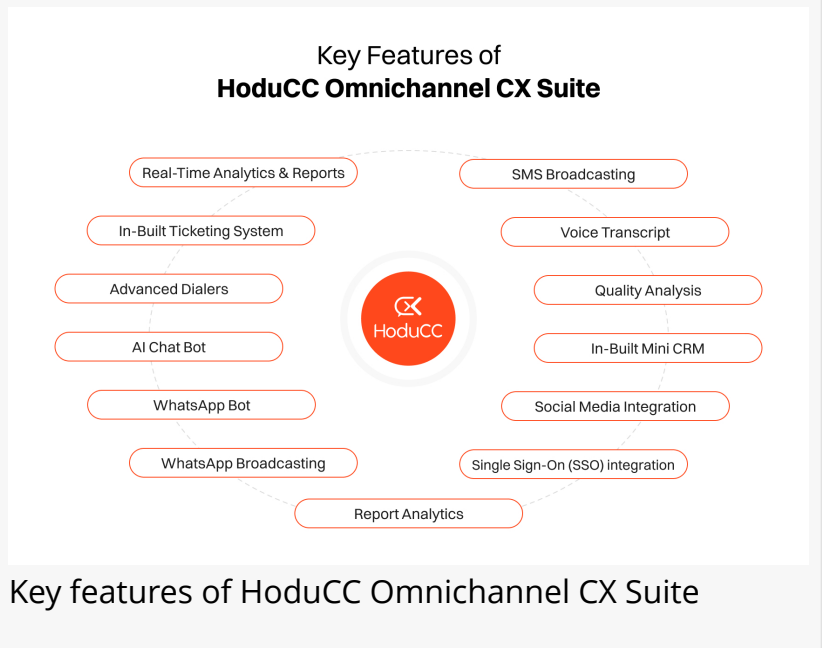 Key Features of
HoduCC Omnichannel CX Suite
Real-Time Analytics & Reports
SMS Broadcasting
In-Built Ticketing System
Voice Transcript
Advanced Dialers
Quality Analysis
HoduCC
AI Chat Bot
In-Built Mini CRM
WhatsApp Bot
Social Media Integration
WhatsApp Broadcasting
Single Sign-On (SSO) integration
Report Analytics
Key features of HoduCC Omnichannel CX Suite